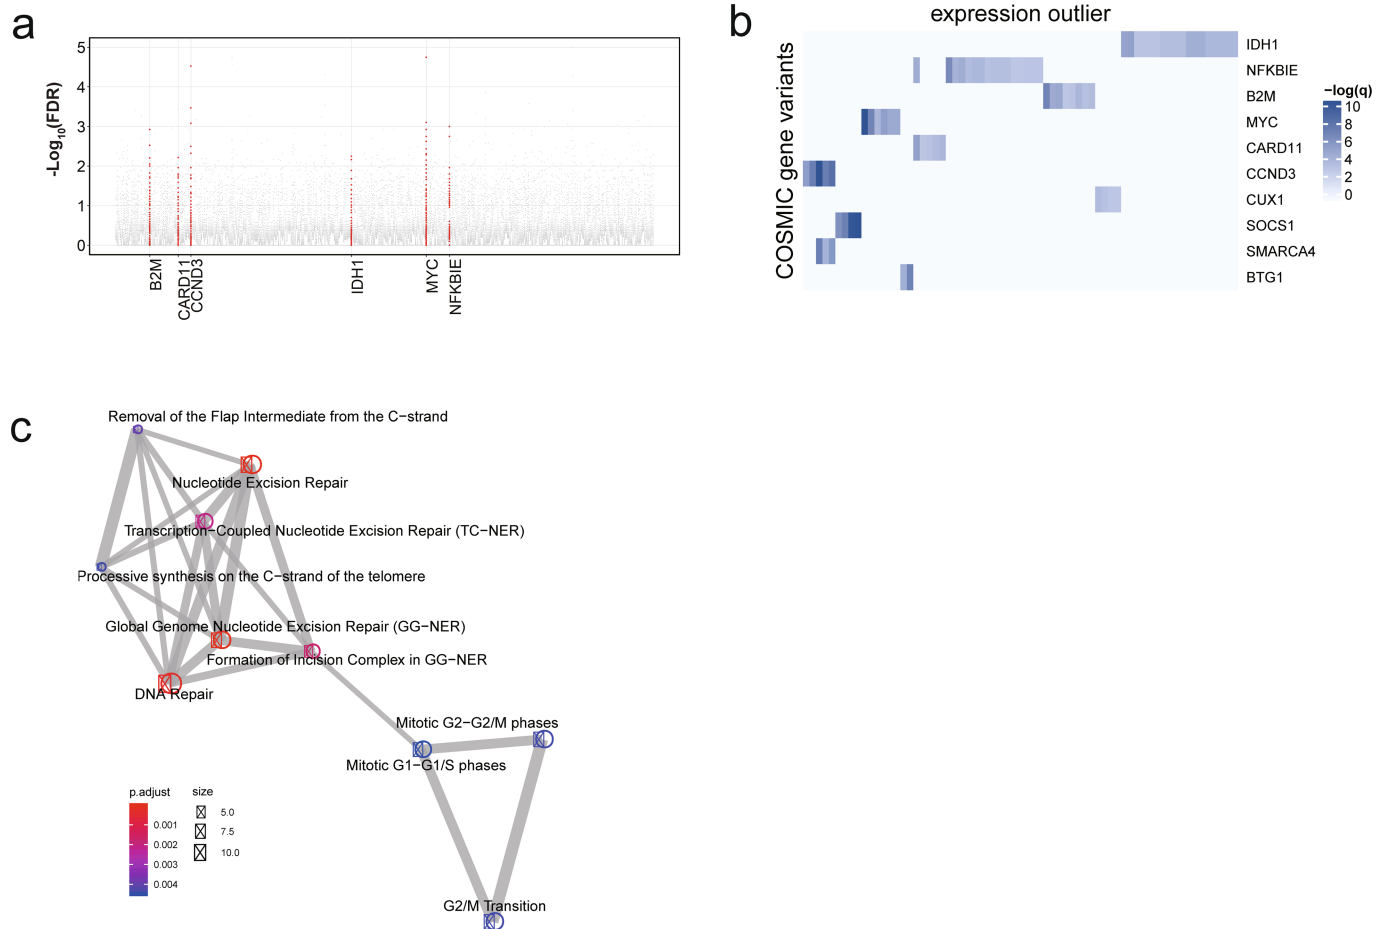 a
-Log10(FDR)
5
4
3
2
1
0
B2M
CARD11
CCND3
IDH1
MYC
NFKBIE
b
expression outlier
COSMIC gene variants
IDH1
NFKBIE
B2M
MYC
CARD11
CCND3
CUX1
SOCS1
SMARCA4
BTG1
−log(q)
10
8
6
4
2
0
c
Removal of the Flap Intermediate from the C−strand
Nucleotide Excision Repair
Transcription−Coupled Nucleotide Excision Repair (TC−NER)
Processive synthesis on the C−strand of the telomere
Global Genome Nucleotide Excision Repair (GG−NER)
Formation of Incision Complex in GG−NER
DNA Repair
Mitotic G2−G2/M phases
Mitotic G1−G1/S phases
G2/M Transition
p.adjust
0.001
0.002
0.003
0.004
size
5.0
7.5
10.0